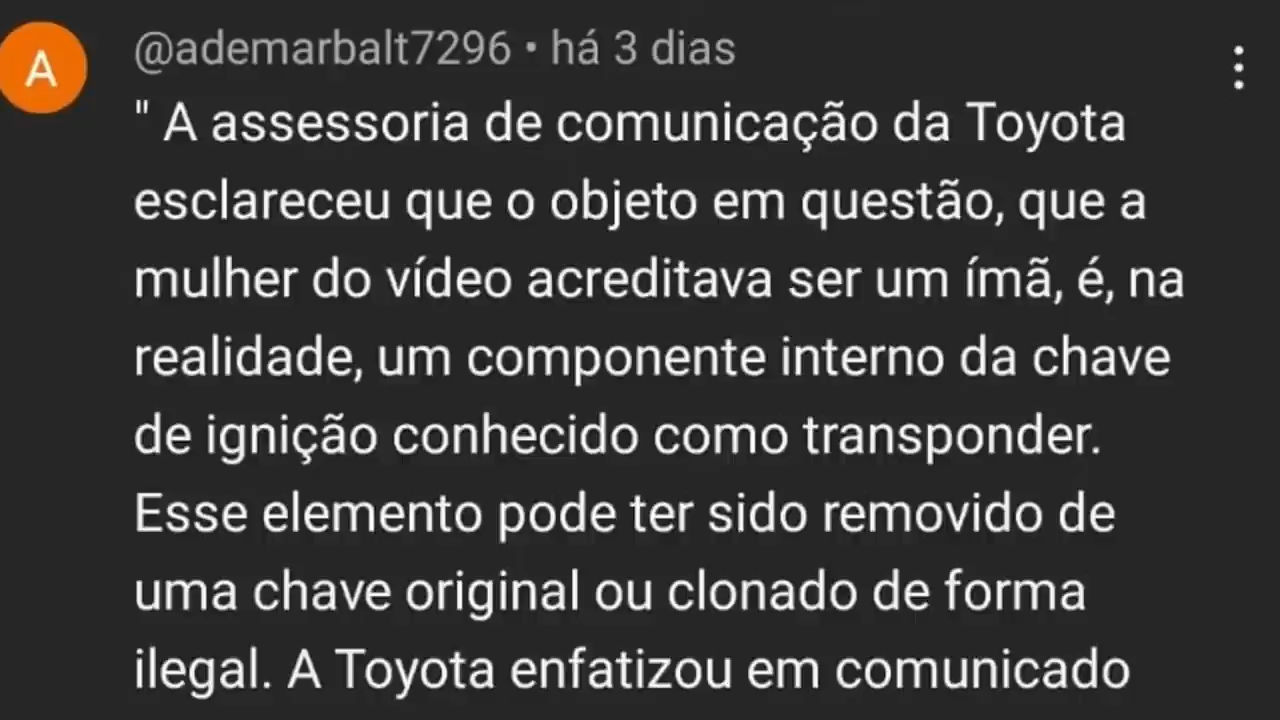 A
@ademarbalt7296 • há 3 dias
" A assessoria de comunicação da Toyota
esclareceu que o objeto em questão, que a
mulher do vídeo acreditava ser um ímã, é, na
realidade, um componente interno da chave
de ignição conhecido como transponder.
Esse elemento pode ter sido removido de
uma chave original ou clonado de forma
ilegal. A Toyota enfatizou em comunicado